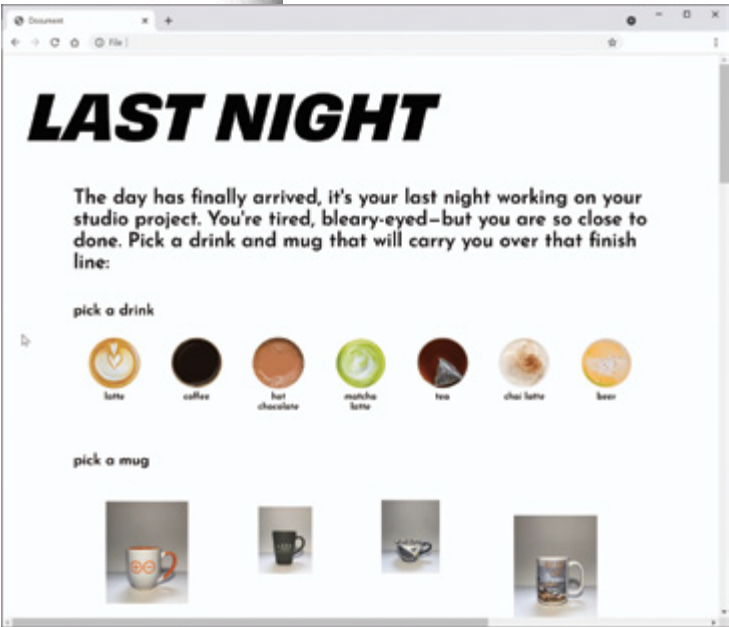 Document
File
LAST NIGHT
The day has finally arrived, it's your last night working on your
studio project. You're tired, bleary-eyed—but you are so close to
done. Pick a drink and mug that will carry you over that finish
line:
pick a drink
latte coffee hot matcha tea chai latte beer
chocolate latte
pick a mug